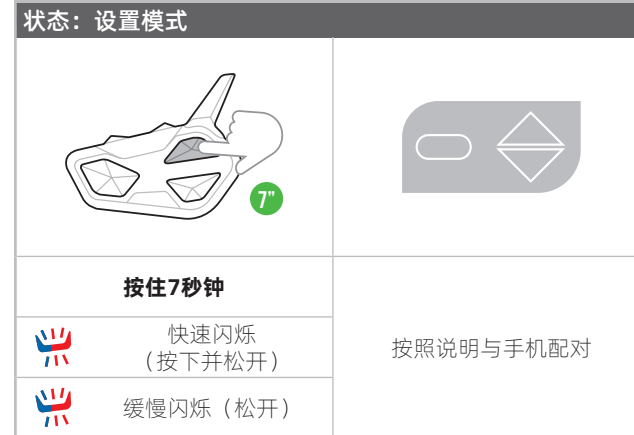 状态：设置模式
7"
按住7秒钟
快速闪烁
（按下并松开）
按照说明与手机配对
缓慢闪烁（松开）